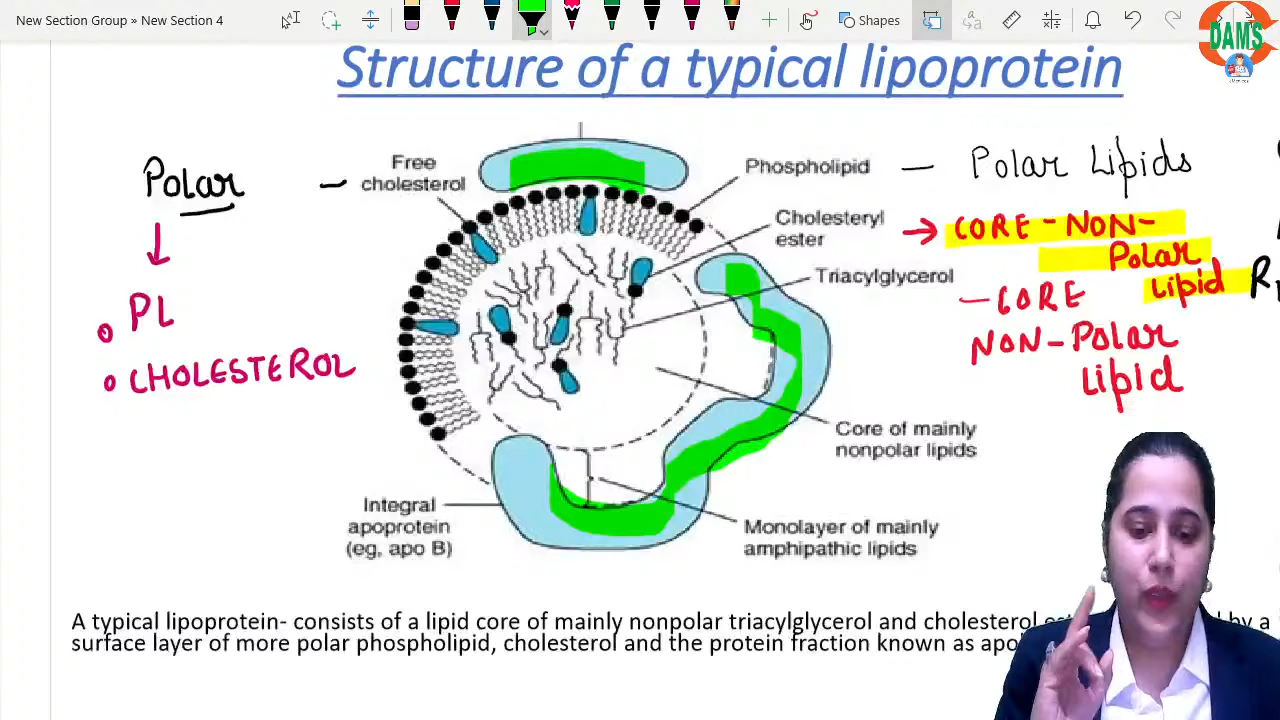 New Section Group » New Section 4
Shapes
DAMS
Structure of a typical lipoprotein
Polar
Free
cholesterol
Phospholipid
Polar Lipids
Cholesteryl
ester
CORE-NON-
Polar
Lipid
Triacylglycerol
PL
CORE
NON-Polar
Lipid
CHOLESTEROL
Core of mainly
nonpolar lipids
Integral
apoprotein
(eg, apo B)
Monolayer of mainly
amphipathic lipids
A typical lipoprotein- consists of a lipid core of mainly nonpolar triacylglycerol and cholesterol by a
surface layer of more polar phospholipid, cholesterol and the protein fraction known as